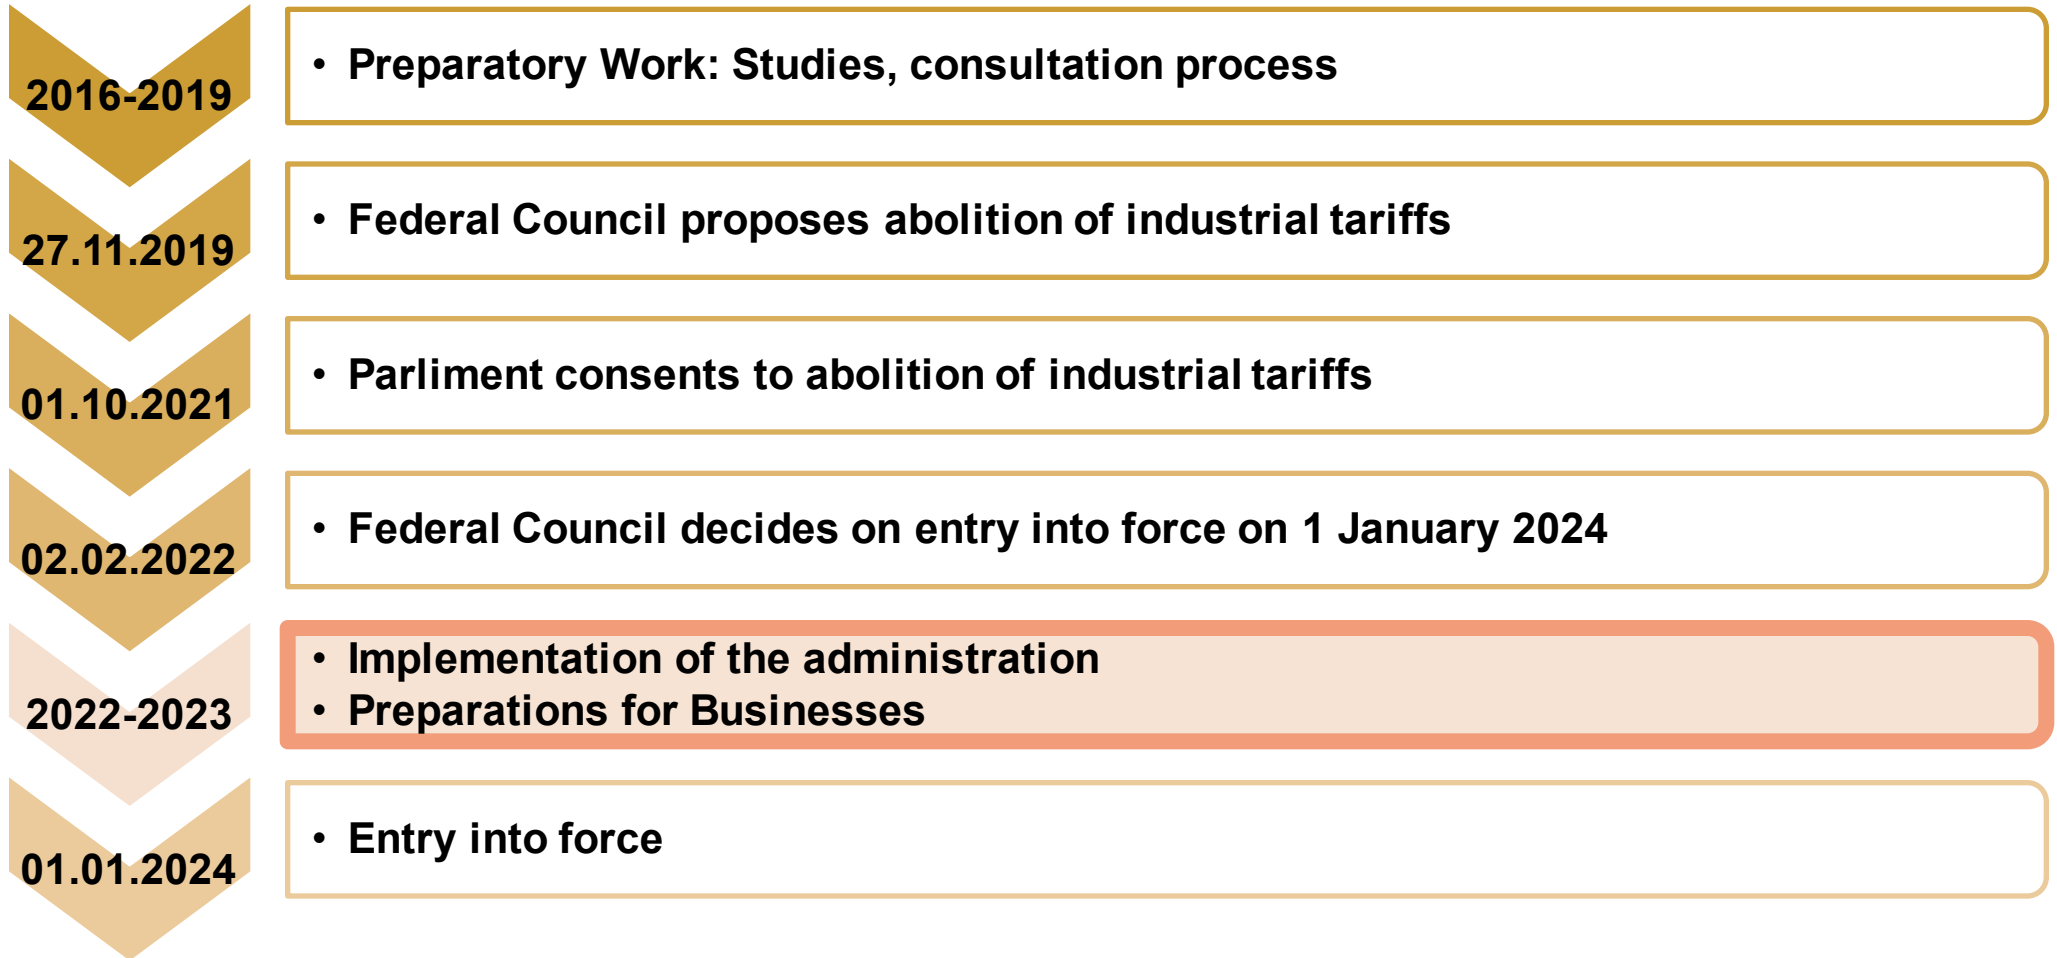 2016-2019
• Preparatory Work: Studies, consultation process
27.11.2019
• Federal Council proposes abolition of industrial tariffs
01.10.2021
• Parliment consents to abolition of industrial tariffs
02.02.2022
• Federal Council decides on entry into force on 1 January 2024
2022-2023
• Implementation of the administration
• Preparations for Businesses
01.01.2024
• Entry into force